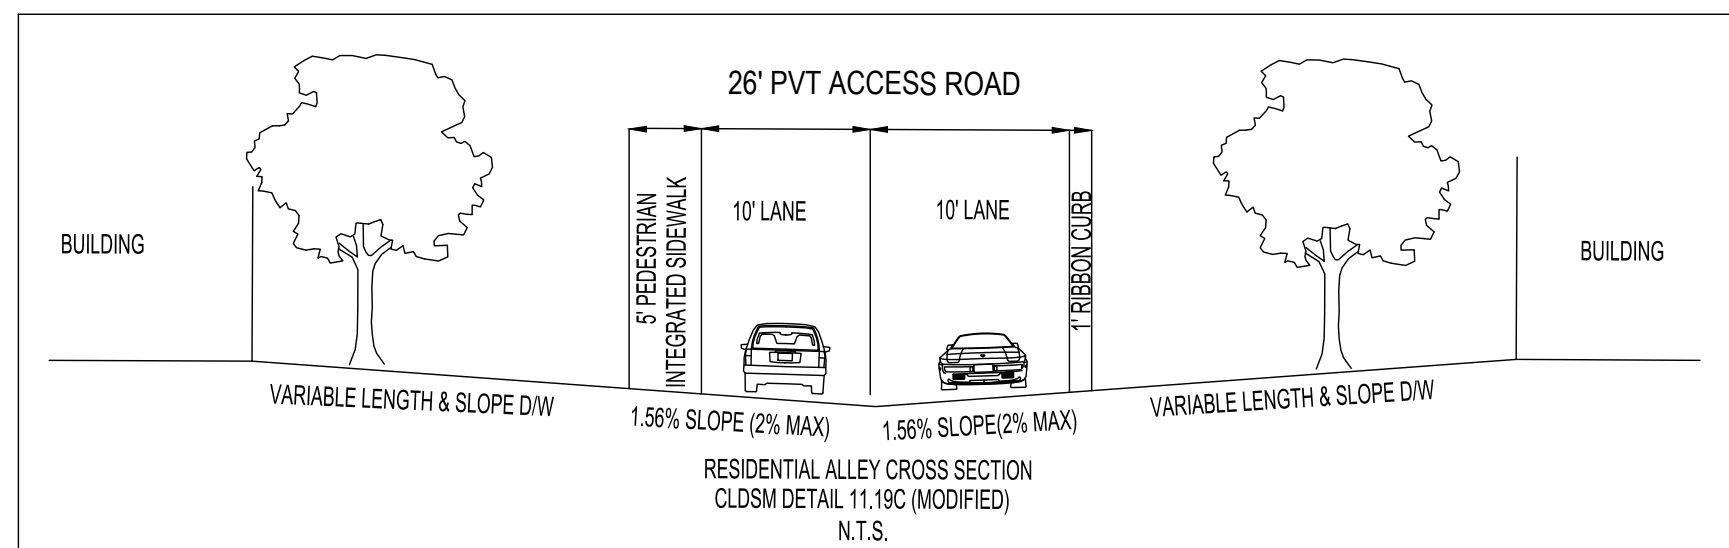 26' PVT ACCESS ROAD
BUILDING
5' PEDESTRIAN
INTEGRATED SIDEWALK
10' LANE
10' LANE
1' RIBBON CURB
BUILDING
VARIABLE LENGTH & SLOPE D/W
1.56% SLOPE (2% MAX)
1.56% SLOPE(2% MAX)
VARIABLE LENGTH & SLOPE D/W
RESIDENTIAL ALLEY CROSS SECTION
CLDSM DETAIL 11.19C (MODIFIED)
N.T.S.